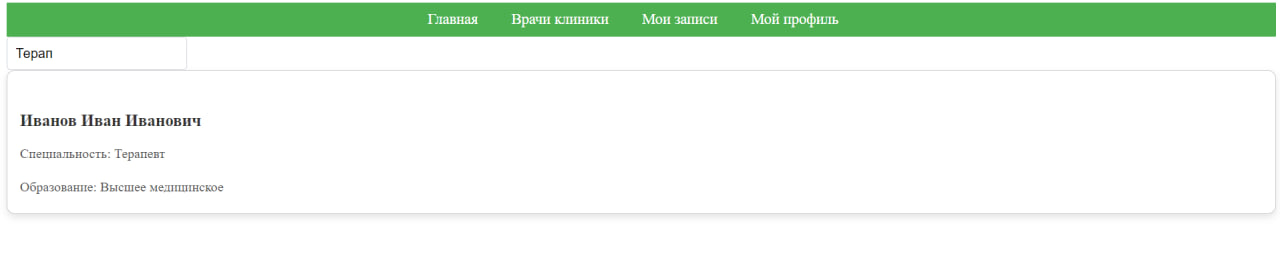 Главная Врачи клиники Мои записи Мой профиль
Терап
Иванов Иван Иванович
Специальность: Терапевт
Образование: Высшее медицинское